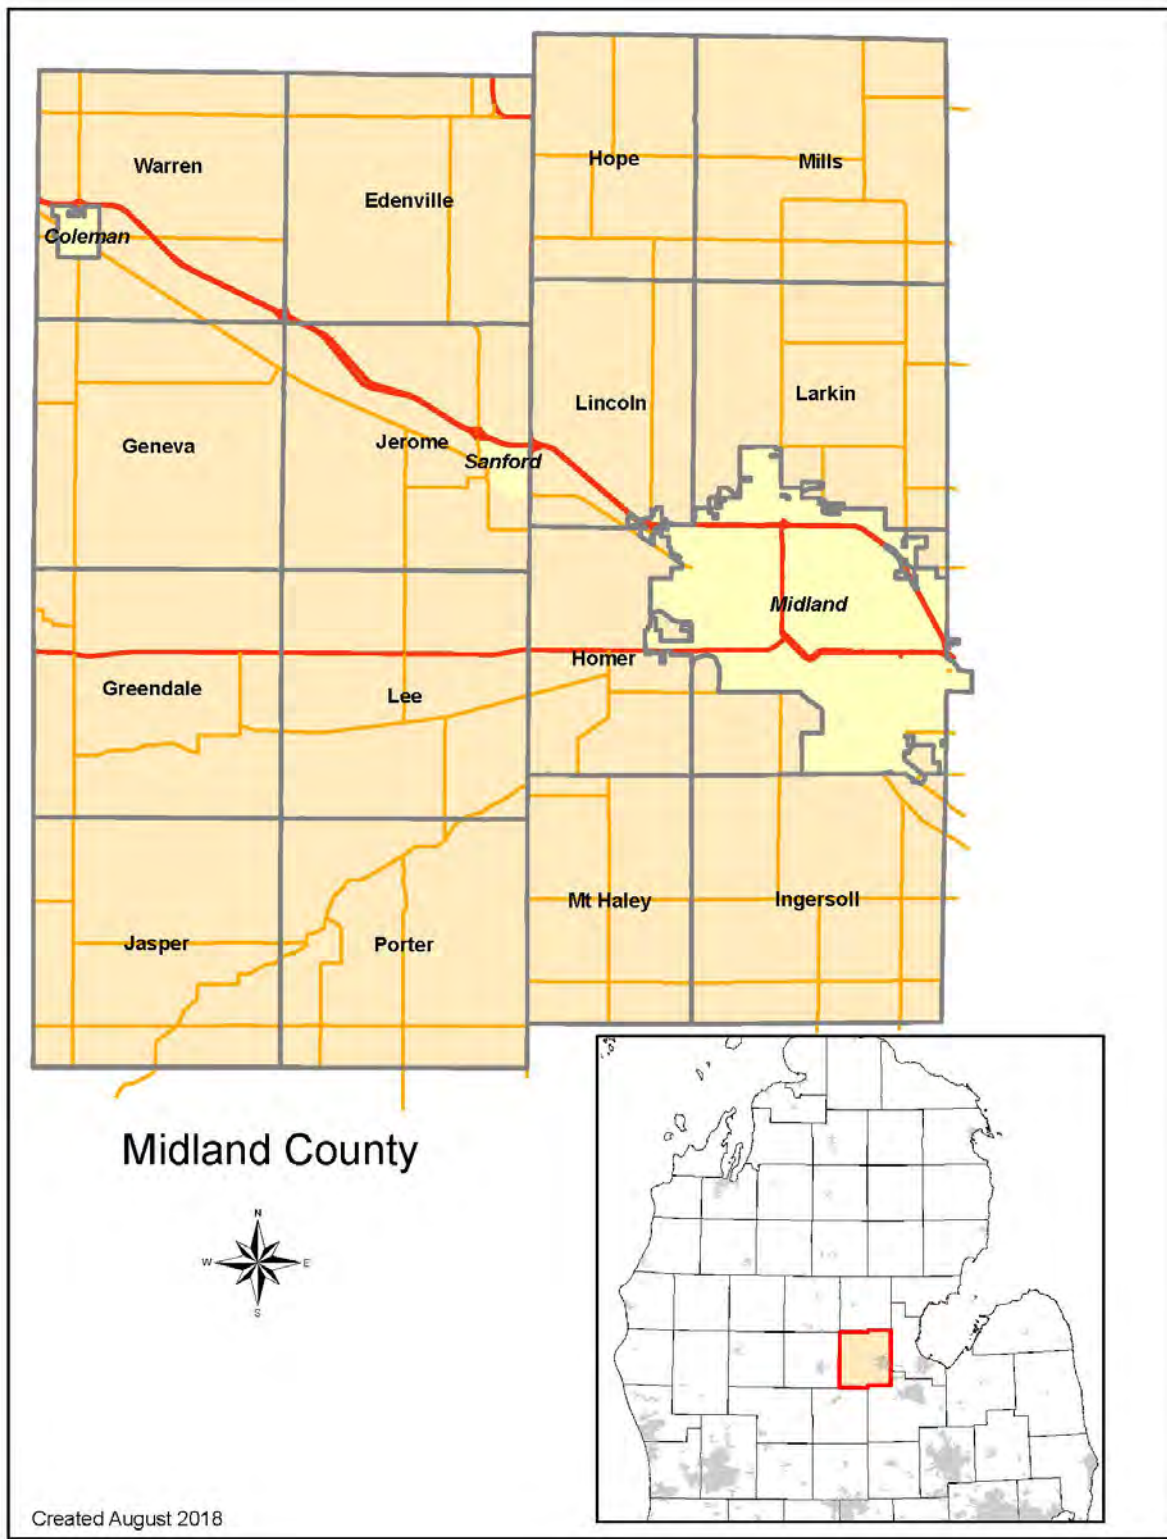 Hope
Mills
Warren
Edenville
Coleman
Larkin
Lincoln
Jerome
Geneva
Sanford
Midland
Homer
Greendale
Lee
Mt Haley
Ingersoll
Jasper
Porter
Midland County
N
W
E
S
Created August 2018